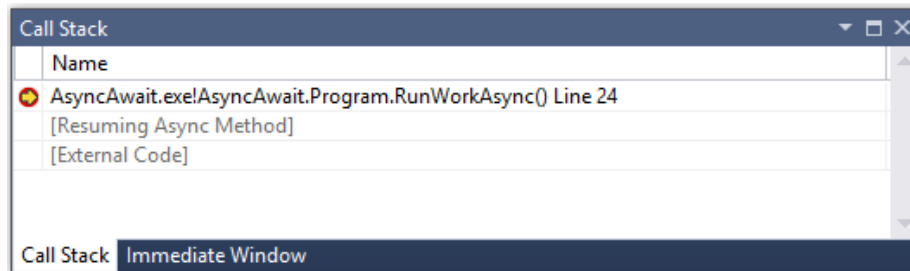 Call Stack
Name
AsyncAwait.exe!AsyncAwait.Program.RunWorkAsync() Line 24
[Resuming Async Method]
[External Code]
Call Stack Immediate Window